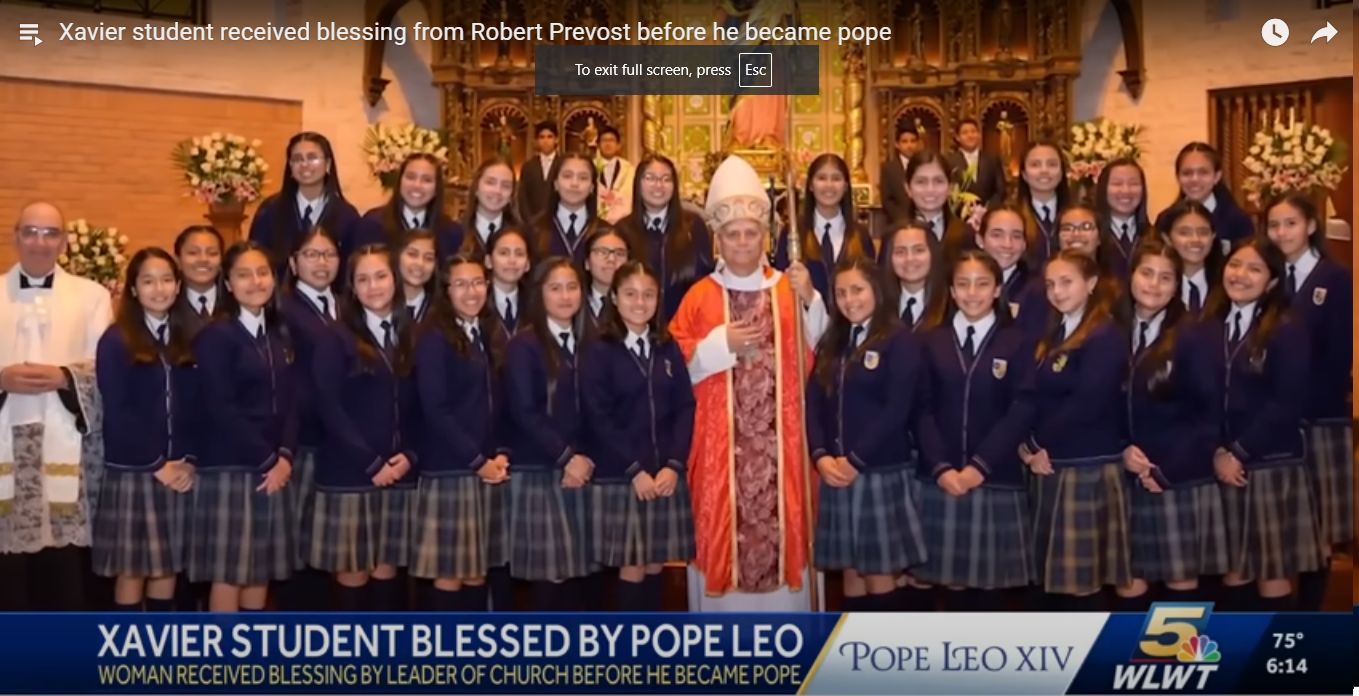 Xavier student received blessing from Robert Prevost before he became pope
To exit full screen, press Esc
XAVIER STUDENT BLESSED BY POPE LEO
WOMAN RECEIVED BLESSING BY LEADER OF CHURCH BEFORE HE BECAME POPE
POPE LEO XIV
5
WLWT
75°
6:14